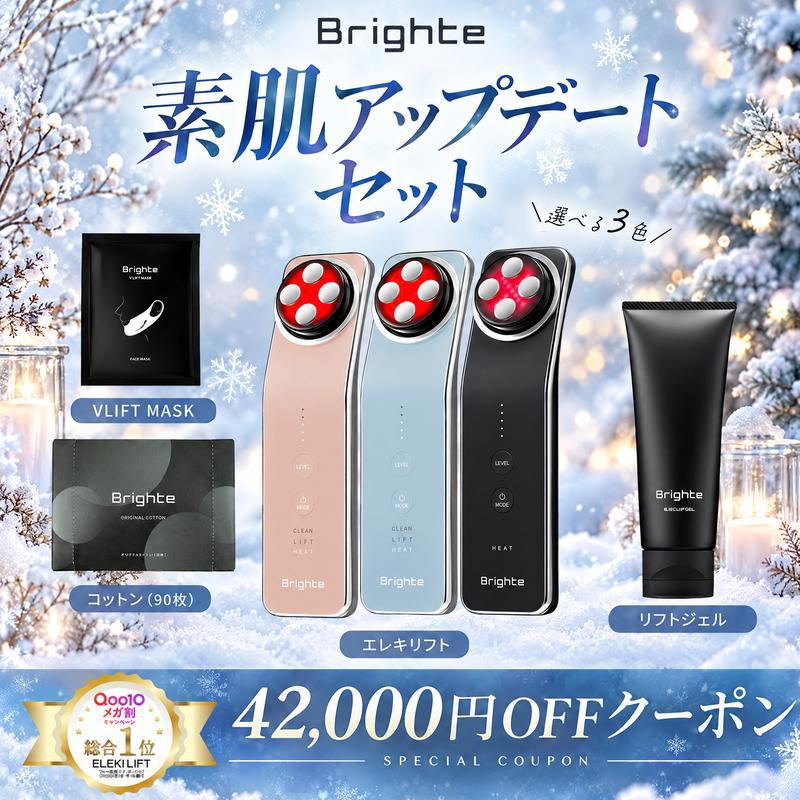 Brighte
素肌アップデート
セット
\選べる3色/
Brighte
V LIFT MASK
FACE MASK
VLIFT MASK
Brighte
ORIGINAL COTTON
コットン（90枚）
LEVEL
MODE
CLEAN
LIFT
HEAT
Brighte
LEVEL
MODE
CLEAN
LIFT
HEAT
Brighte
LEVEL
MODE
HEAT
Brighte
エレキリフト
Brighte
リフトジェル
Qoo10
メガ割
キャンペーン
総合1位
ELEKI LIFT
42,000円OFFクーポン
SPECIAL COUPON